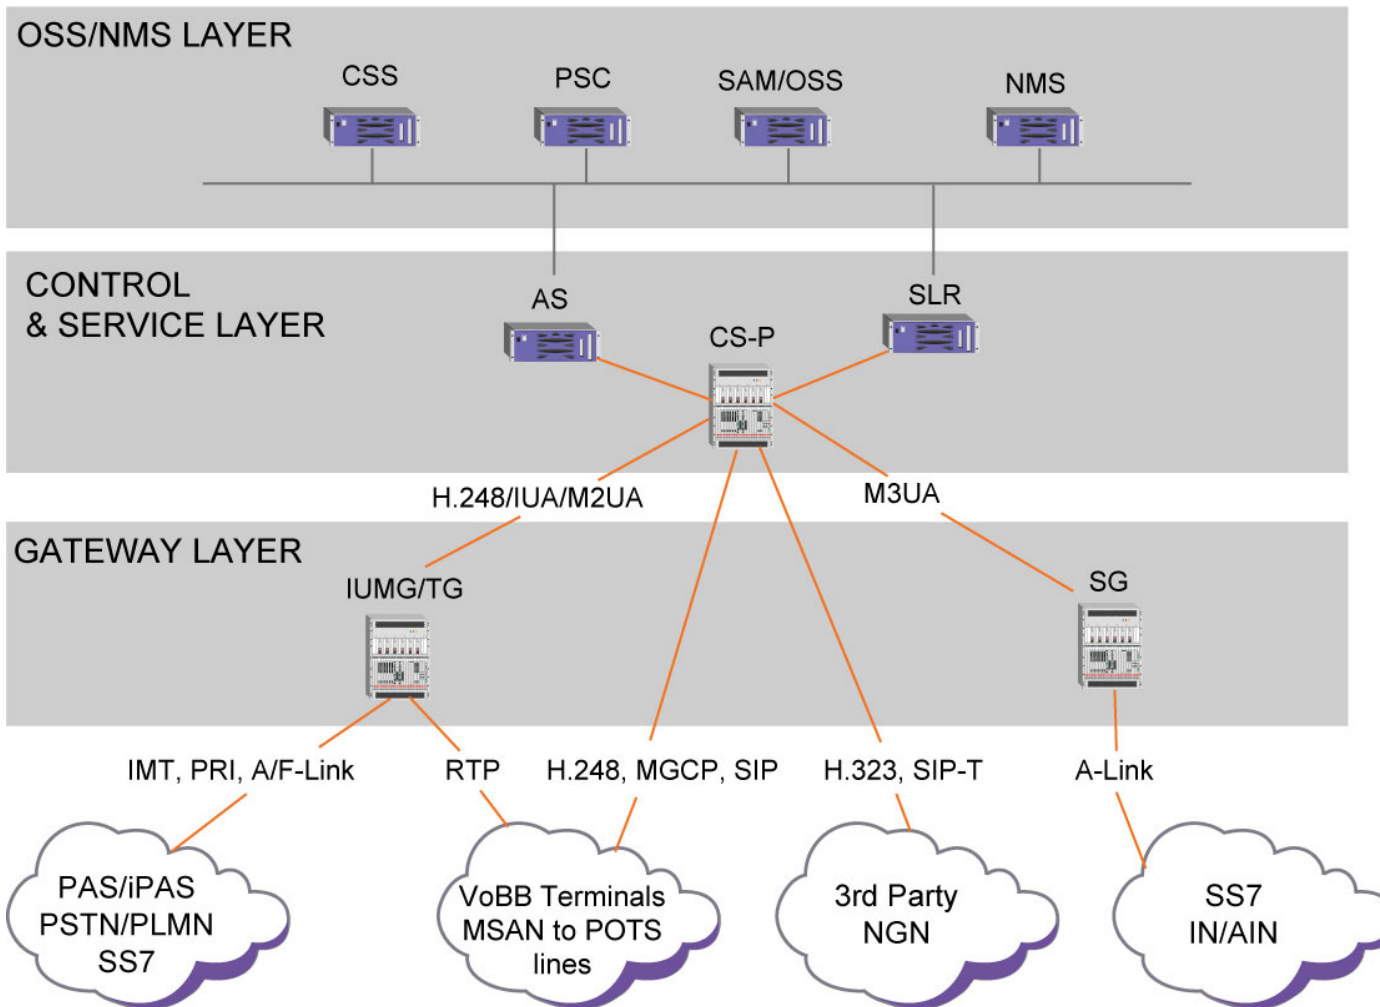 OSS/NMS LAYER
CSS
PSC
SAM/OSS
NMS
CONTROL
& SERVICE LAYER
AS
SLR
CS-P
H.248/IUA/M2UA
M3UA
GATEWAY LAYER
IUMG/TG
SG
IMT, PRI, A/F-Link
RTP
H.248, MGCP, SIP
H.323, SIP-T
A-Link
PAS/iPAS
PSTN/PLMN
SS7
VoBB Terminals
MSAN to POTS
lines
3rd Party
NGN
SS7
IN/AIN